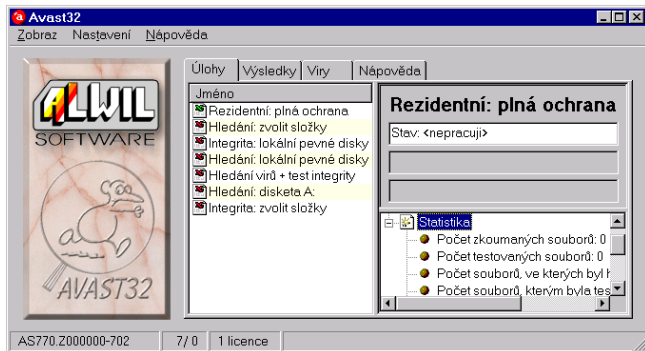 Avast32
Zobraz Nastavení Nápověda
ALWIL
SOFTWARE
AVAST32
Úlohy Výsledky Viry Nápověda
Jméno
Rezidentní: plná ochrana
Hledání: zvolit složky
Integrita: lokální pevné disky
Hledání: lokální pevné disky
Hledání virů + test integrity
Hledání: disketa A:
Integrita: zvolit složky
Rezidentní: plná ochrana
Stav: <nepracuji>
Statistika
Počet zkoumaných souborů: 0
Počet testovaných souborů: 0
Počet souborů, ve kterých byl
Počet souborů, kterým byla tes
AS770.Z000000-702 7/ 0 1 licence